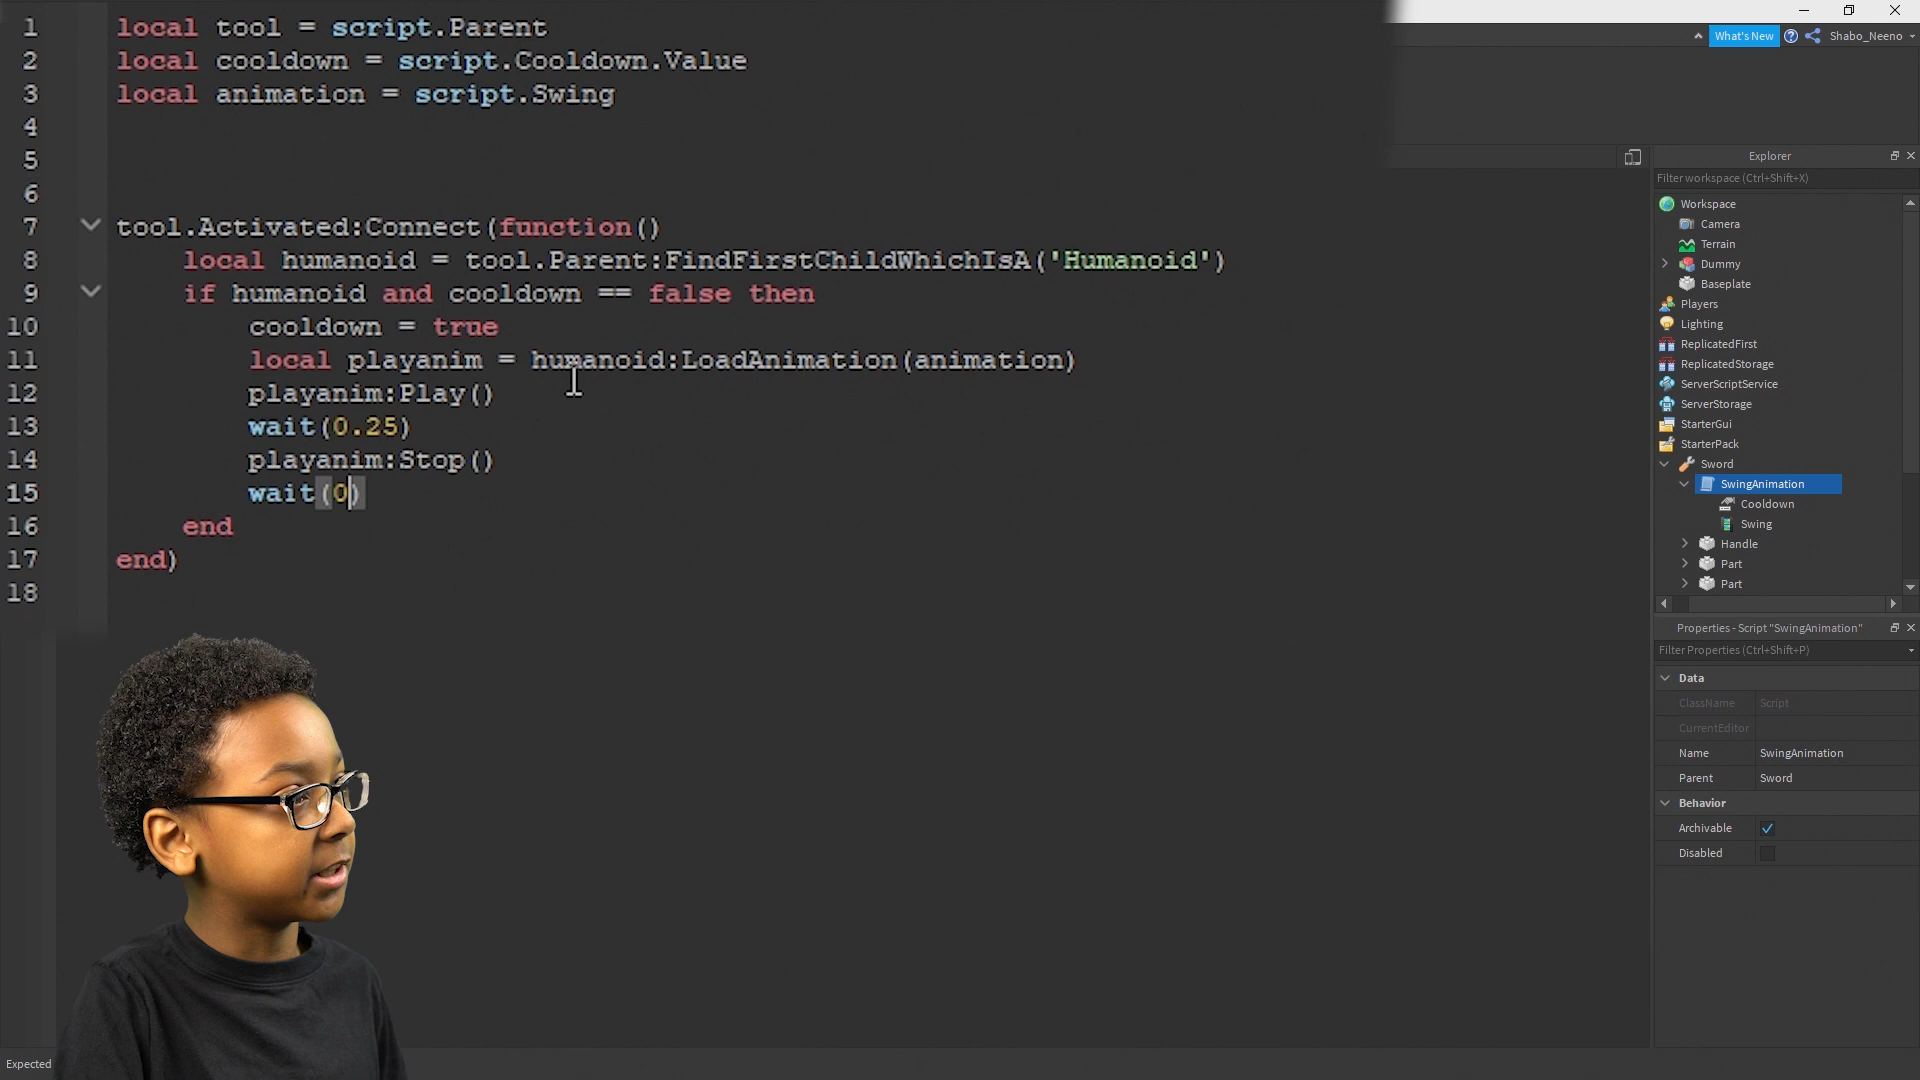 1 local tool = script.Parent
2 local cooldown = script.Cooldown.Value
3 local animation = script.Swing
4
5
6
7 tool.Activated:Connect(function()
8 local humanoid = tool.Parent:FindFirstChildWhichIsA('Humanoid')
9 if humanoid and cooldown == false then
10 cooldown = true
11 local playanim = humanoid:LoadAnimation(animation)
12 playanim:Play()
13 wait(0.25)
14 playanim:Stop()
15 wait(0)
16 end
17 end)
18
Expected
What's New
Shabo_Neeno
Explorer
Filter workspace (Ctrl+Shift+X)
Workspace
Camera
Terrain
Dummy
Baseplate
Players
Lighting
ReplicatedFirst
ReplicatedStorage
ServerScriptService
ServerStorage
StarterGui
StarterPack
Sword
SwingAnimation
Cooldown
Swing
Handle
Part
Part
Properties - Script "SwingAnimation"
Filter Properties (Ctrl+Shift+P)
Data
ClassName Script
CurrentEditor
Name SwingAnimation
Parent Sword
Behavior
Archivable
Disabled